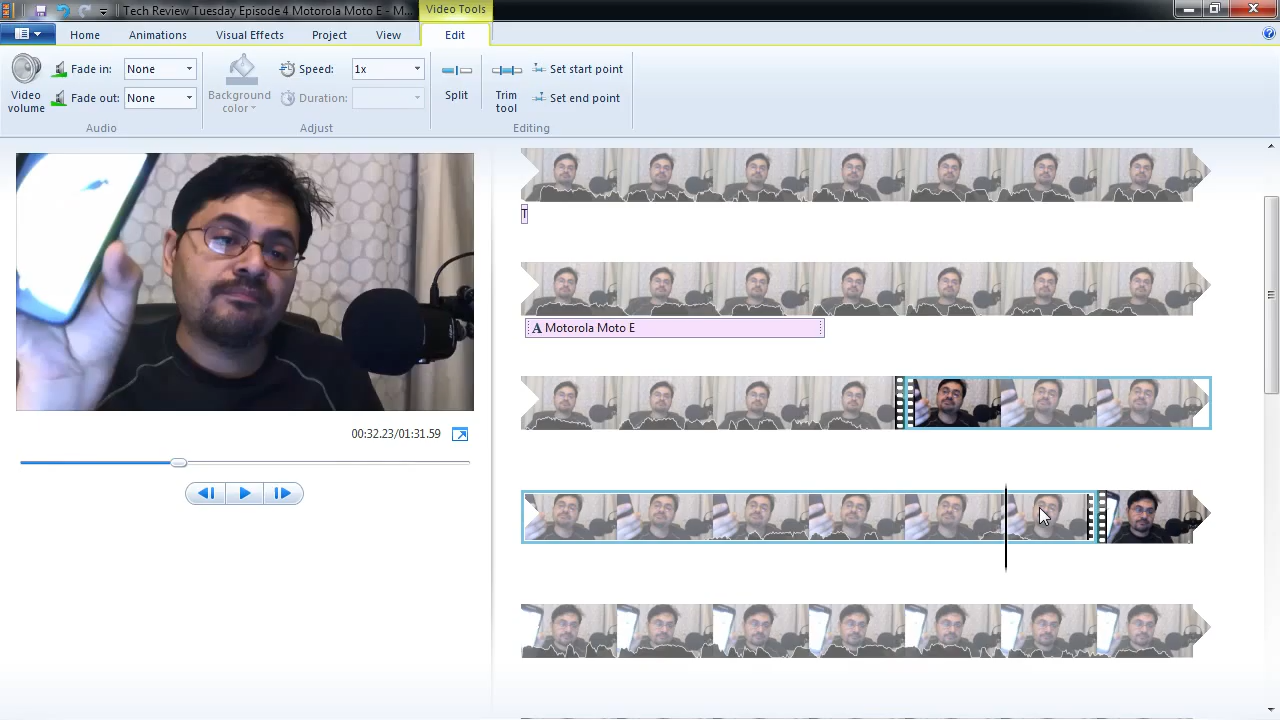 Tech Review Tuesday Episode 4 Motorola Moto E - M...
Video Tools
Home
Animations
Visual Effects
Project
View
Edit
Video volume
Fade in:
None
Fade out:
None
Audio
Background color
Speed:
1x
Duration:
Adjust
Split
Trim tool
Set start point
Set end point
Editing
T
A Motorola Moto E
00:32.23/01:31.59